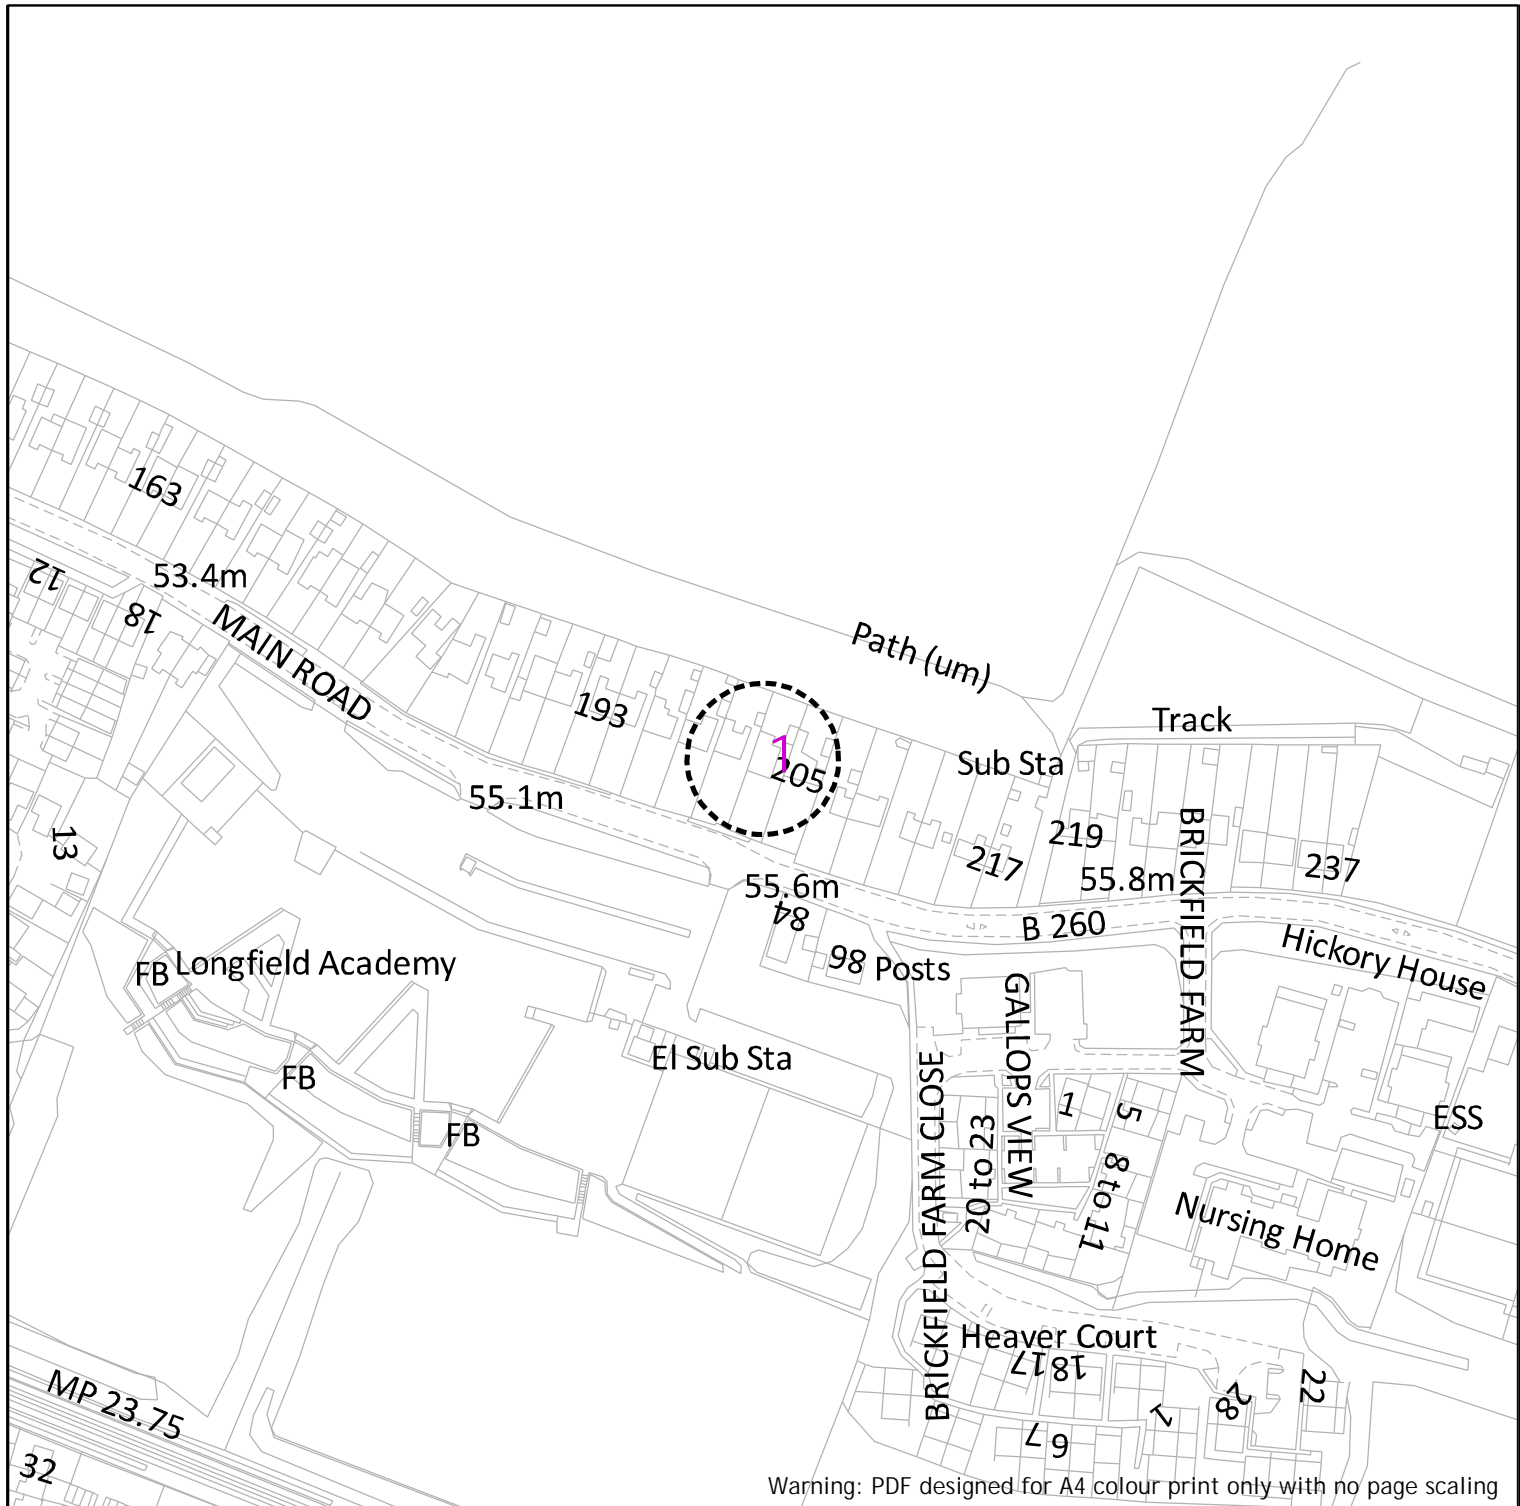 163
12
53.4m
18
MAIN ROAD
Path (um)
193
Track
1
205
Sub Sta
55.1m
13
219
217
55.8m
237
BRICKFIELD FARM
55.6m
84
B 260
Hickory House
98
Posts
FB
Longfield Academy
GALLOPS VIEW
El Sub Sta
FB
FB
1
5
ESS
BRICKFIELD FARM CLOSE
20 to 23
8 to 11
Nursing Home
Heaver Court
17
18
22
28
1
MP 23.75
6
7
32
Warning: PDF designed for A4 colour print only with no page scaling